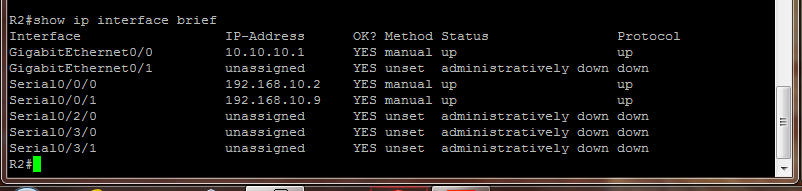 R2#show ip interface brief
Interface IP-Address OK? Method Status Protocol
GigabitEthernet0/0 10.10.10.1 YES manual up up
GigabitEthernet0/1 unassigned YES unset administratively down down
Serial0/0/0 192.168.10.2 YES manual up up
Serial0/0/1 192.168.10.9 YES manual up up
Serial0/2/0 unassigned YES unset administratively down down
Serial0/3/0 unassigned YES unset administratively down down
Serial0/3/1 unassigned YES unset administratively down down
R2#